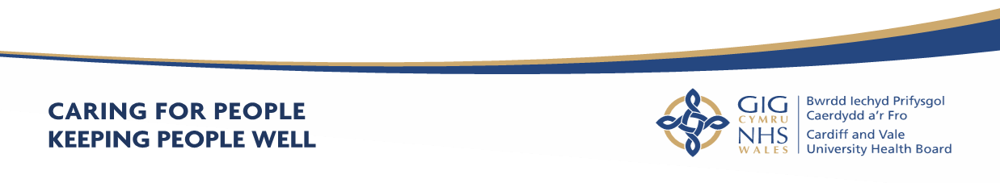 CARING FOR PEOPLE
KEEPING PEOPLE WELL
GIG
CYMRU
NHS
WALES
Bwrdd Iechyd Prifysgol
Caerdydd a'r Fro
Cardiff and Vale
University Health Board